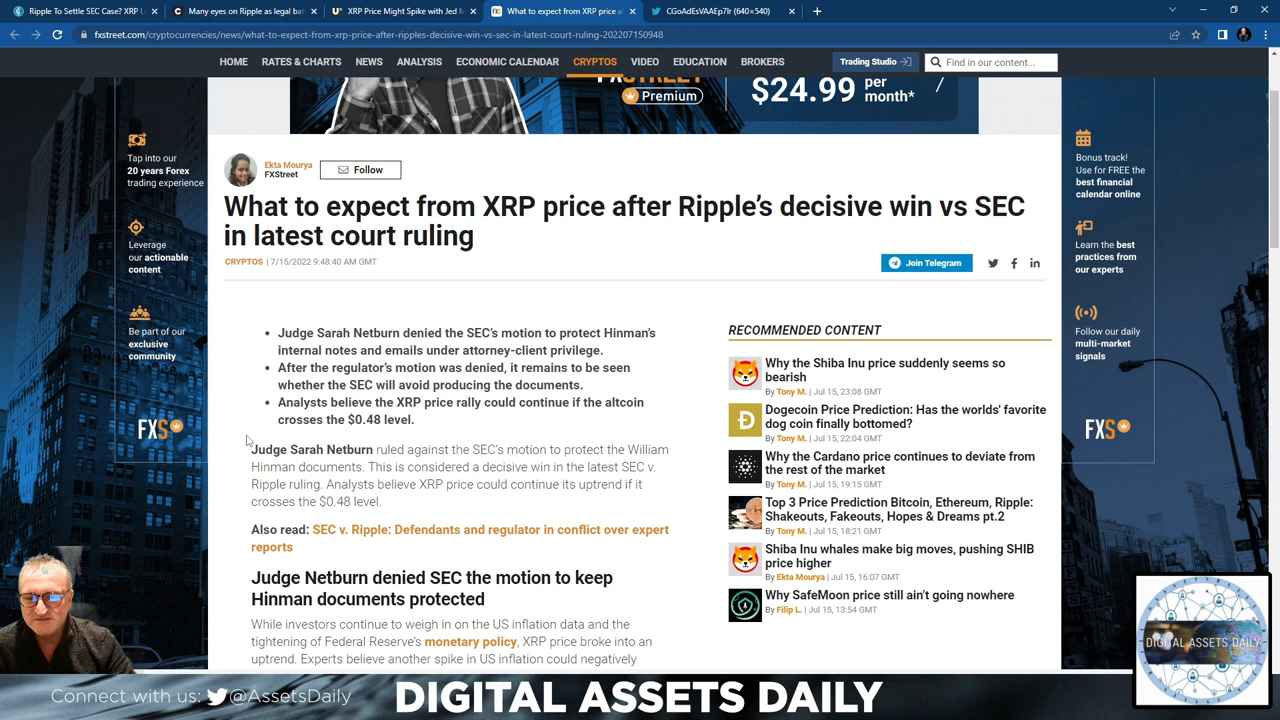 Ripple To Settle SEC Case? XRP L
Many eyes on Ripple as legal bat
XRP Price Might Spike with Jed M
What to expect from XRP price a
CGoAdEsVAAEp7Ir (640×540)
fxstreet.com/cryptocurrencies/news/what-to-expect-from-xrp-price-after-ripples-decisive-win-vs-sec-in-latest-court-ruling-202207150948
HOME RATES & CHARTS NEWS ANALYSIS ECONOMIC CALENDAR CRYPTOS VIDEO EDUCATION BROKERS Trading Studio Find in our content...
FXSTREET
Premium
$24.99 per
month*
Tap into our
20 years Forex
trading experience
Leverage
our actionable
content
Be part of our
exclusive
community
FXS
Ekta Mourya
FXStreet
Follow
What to expect from XRP price after Ripple's decisive win vs SEC
in latest court ruling
CRYPTOS | 7/15/2022 9:48:40 AM GMT
Join Telegram
• Judge Sarah Netburn denied the SEC's motion to protect Hinman's
internal notes and emails under attorney-client privilege.
• After the regulator's motion was denied, it remains to be seen
whether the SEC will avoid producing the documents.
• Analysts believe the XRP price rally could continue if the altcoin
crosses the $0.48 level.
Judge Sarah Netburn ruled against the SEC's motion to protect the William
Hinman documents. This is considered a decisive win in the latest SEC v.
Ripple ruling. Analysts believe XRP price could continue its uptrend if it
crosses the $0.48 level.
Also read: SEC v. Ripple: Defendants and regulator in conflict over expert
reports
Judge Netburn denied SEC the motion to keep
Hinman documents protected
While investors continue to weigh in on the US inflation data and the
tightening of Federal Reserve's monetary policy, XRP price broke into an
uptrend. Experts believe another spike in US inflation could negatively
RECOMMENDED CONTENT
Why the Shiba Inu price suddenly seems so
bearish
By Tony M. | Jul 15, 23:08 GMT
Dogecoin Price Prediction: Has the worlds' favorite
dog coin finally bottomed?
By Tony M. | Jul 15, 22:04 GMT
Why the Cardano price continues to deviate from
the rest of the market
By Tony M. | Jul 15, 19:15 GMT
Top 3 Price Prediction Bitcoin, Ethereum, Ripple:
Shakeouts, Fakeouts, Hopes & Dreams pt.2
By Tony M. | Jul 15, 18:21 GMT
Shiba Inu whales make big moves, pushing SHIB
price higher
By Ekta Mourya | Jul 15, 16:07 GMT
Why SafeMoon price still ain't going nowhere
By Filip L. | Jul 15, 13:54 GMT
Bonus track!
Use for FREE the
best financial
calendar online
Learn the best
practices from
our experts
Follow our daily
multi-market
signals
FXS
DIGITAL ASSETS DAILY
Connect with us: @AssetsDaily DIGITAL ASSETS DAILY